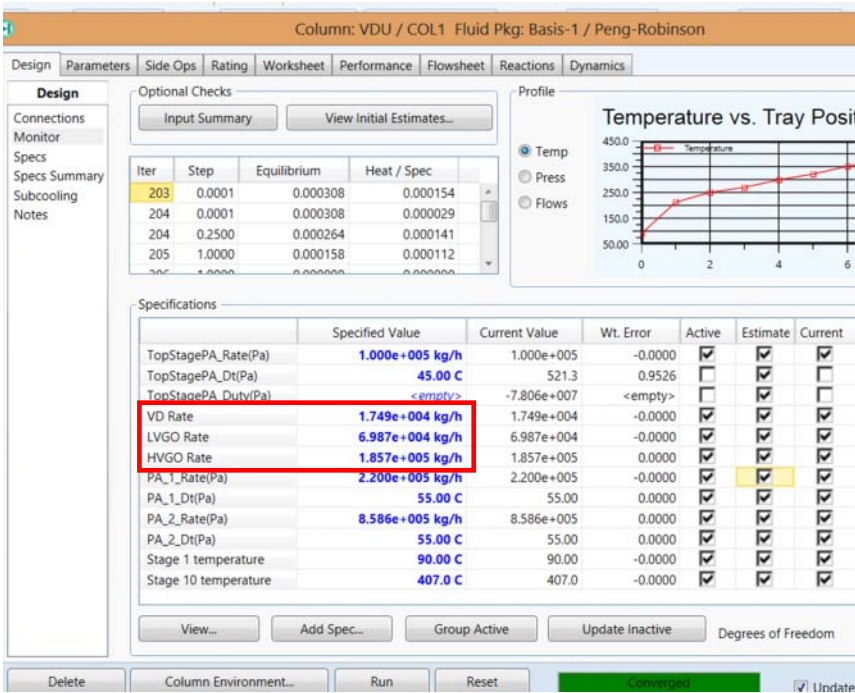 Column: VDU / COL1 Fluid Pkg: Basis-1 / Peng-Robinson
Design Parameters Side Ops Rating Worksheet Performance Flowsheet Reactions Dynamics
Design
Connections
Monitor
Specs
Specs Summary
Subcooling
Notes
Optional Checks
Input Summary View Initial Estimates...
Iter Step Equilibrium Heat / Spec
203 0.0001 0.000308 0.000154
204 0.0001 0.000308 0.000029
204 0.2500 0.000264 0.000141
205 1.0000 0.000158 0.000112
Profile
Temp
Press
Flows
Temperature vs. Tray Posit
Temperature
450.0
350.0
250.0
150.0
50.00
0 2 4 6
Specifications
Specified Value Current Value Wt. Error Active Estimate Current
TopStagePA_Rate(Pa) 1.000e+005 kg/h 1.000e+005 -0.0000
TopStagePA_Dt(Pa) 45.00 C 521.3 0.9526
TopStagePA_Duty(Pa) <empty> -7.806e+007 <empty>
VD Rate 1.749e+004 kg/h 1.749e+004 -0.0000
LVGO Rate 6.987e+004 kg/h 6.987e+004 -0.0000
HVGO Rate 1.857e+005 kg/h 1.857e+005 0.0000
PA_1_Rate(Pa) 2.200e+005 kg/h 2.200e+005 -0.0000
PA_1_Dt(Pa) 55.00 C 55.00 0.0000
PA_2_Rate(Pa) 8.586e+005 kg/h 8.586e+005 0.0000
PA_2_Dt(Pa) 55.00 C 55.00 0.0000
Stage 1 temperature 90.00 C 90.00 -0.0000
Stage 10 temperature 407.0 C 407.0 -0.0000
View... Add Spec... Group Active Update Inactive Degrees of Freedom
Delete Column Environment... Run Reset Converged Update